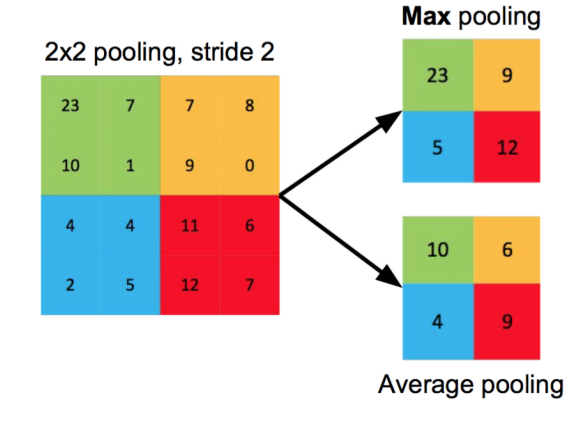 Max pooling
2x2 pooling, stride 2
23 7 7 8
10 1 9 0
4 4 11 6
2 5 12 7
23 9
5 12
10 6
4 9
Average pooling